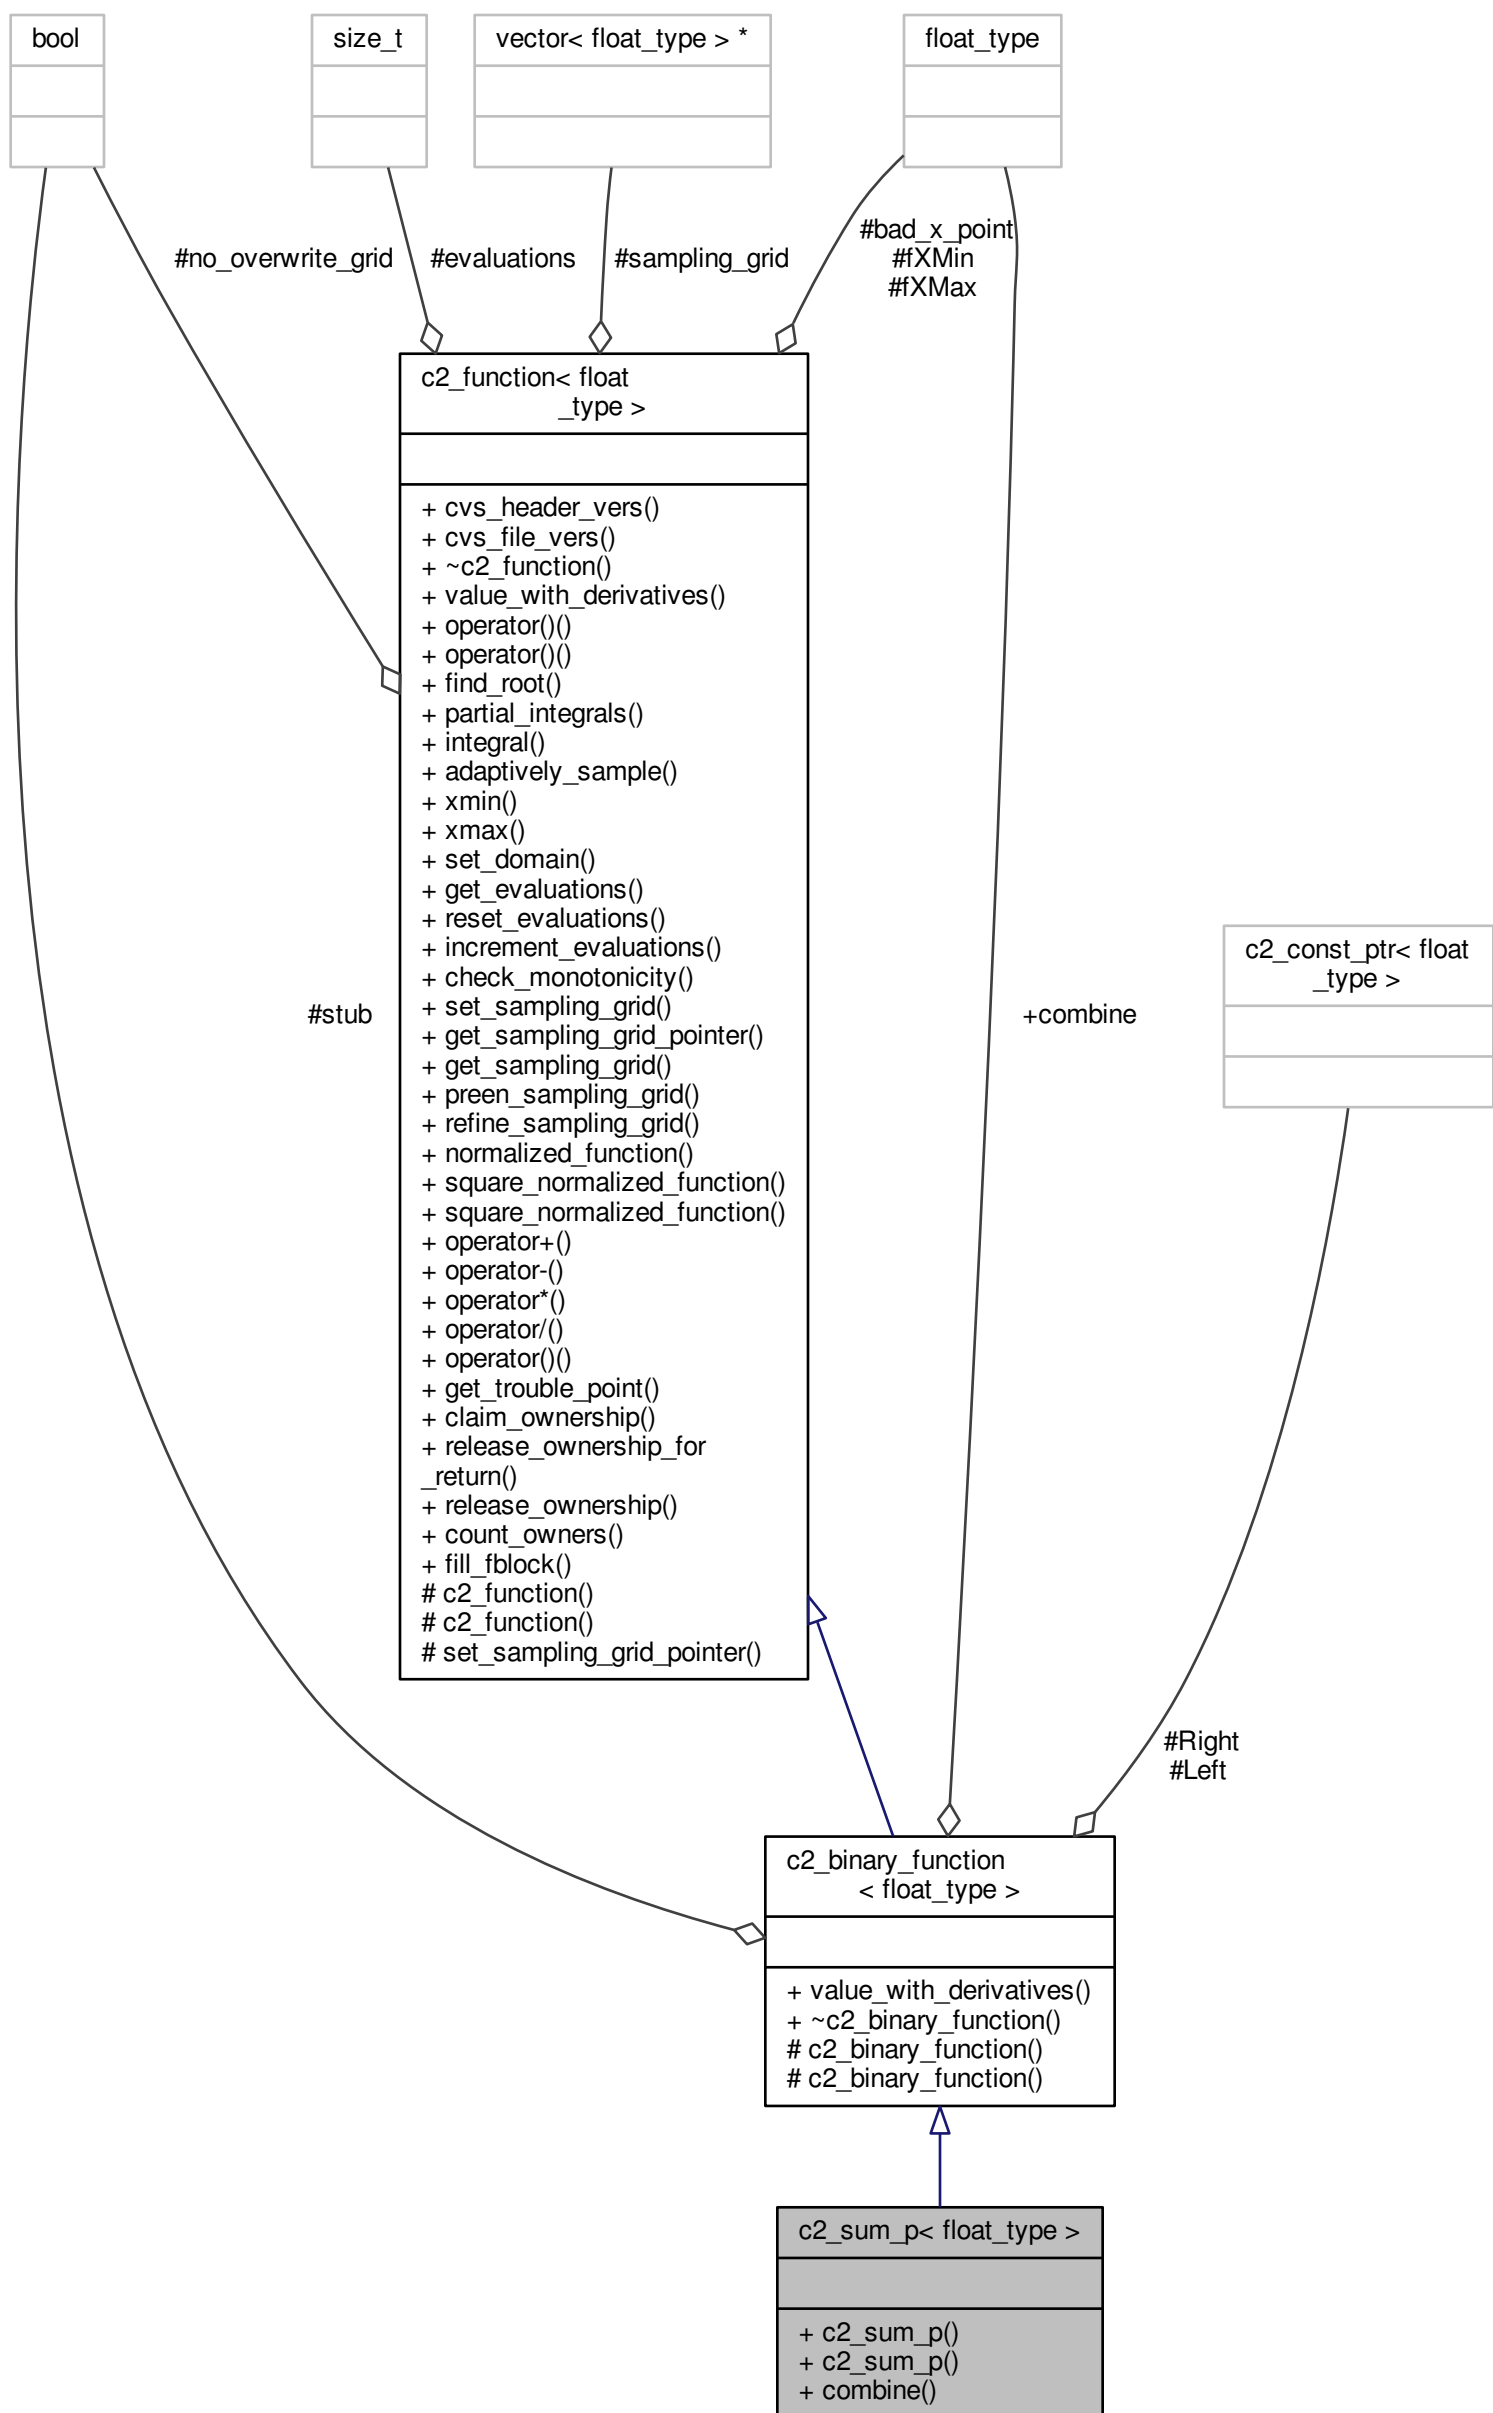 bool
size_t
vector< float_type > *
float_type
#no_overwrite_grid
#evaluations
#sampling_grid
#bad_x_point
#fXMin
#fXMax
c2_function< float
_type >
+ cvs_header_vers()
+ cvs_file_vers()
+ ~c2_function()
+ value_with_derivatives()
+ operator()()
+ operator()()
+ find_root()
+ partial_integrals()
+ integral()
+ adaptively_sample()
+ xmin()
+ xmax()
+ set_domain()
+ get_evaluations()
+ reset_evaluations()
+ increment_evaluations()
+ check_monotonicity()
+ set_sampling_grid()
+ get_sampling_grid_pointer()
+ get_sampling_grid()
+ preen_sampling_grid()
+ refine_sampling_grid()
+ normalized_function()
+ square_normalized_function()
+ square_normalized_function()
+ operator+()
+ operator-()
+ operator*()
+ operator/()
+ operator()()
+ get_trouble_point()
+ claim_ownership()
+ release_ownership_for
_return()
+ release_ownership()
+ count_owners()
+ fill_fblock()
# c2_function()
# c2_function()
# set_sampling_grid_pointer()
#stub
+combine
c2_const_ptr< float
_type >
#Right
#Left
c2_binary_function
< float_type >
+ value_with_derivatives()
+ ~c2_binary_function()
# c2_binary_function()
# c2_binary_function()
c2_sum_p< float_type >
+ c2_sum_p()
+ c2_sum_p()
+ combine()